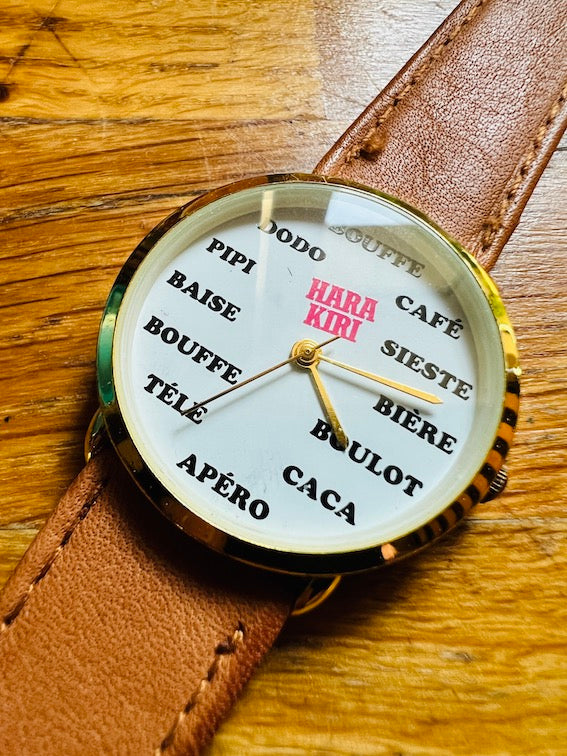 BOUFFE
CAFÉ
SIESTE
BIÈRE
BOULOT
CACA
APÉRO
TÉLÉ
BOUFFE
BAISE
PIPI
DODO
HARA
KIRI